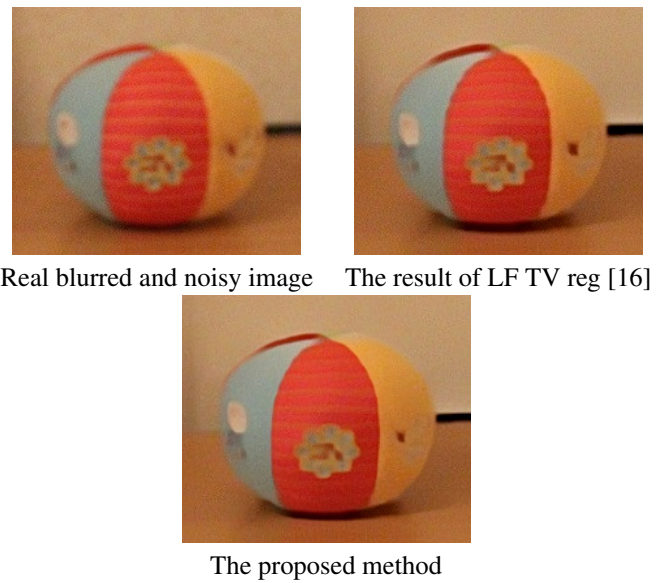 Real blurred and noisy image
The result of LF TV reg [16]
The proposed method